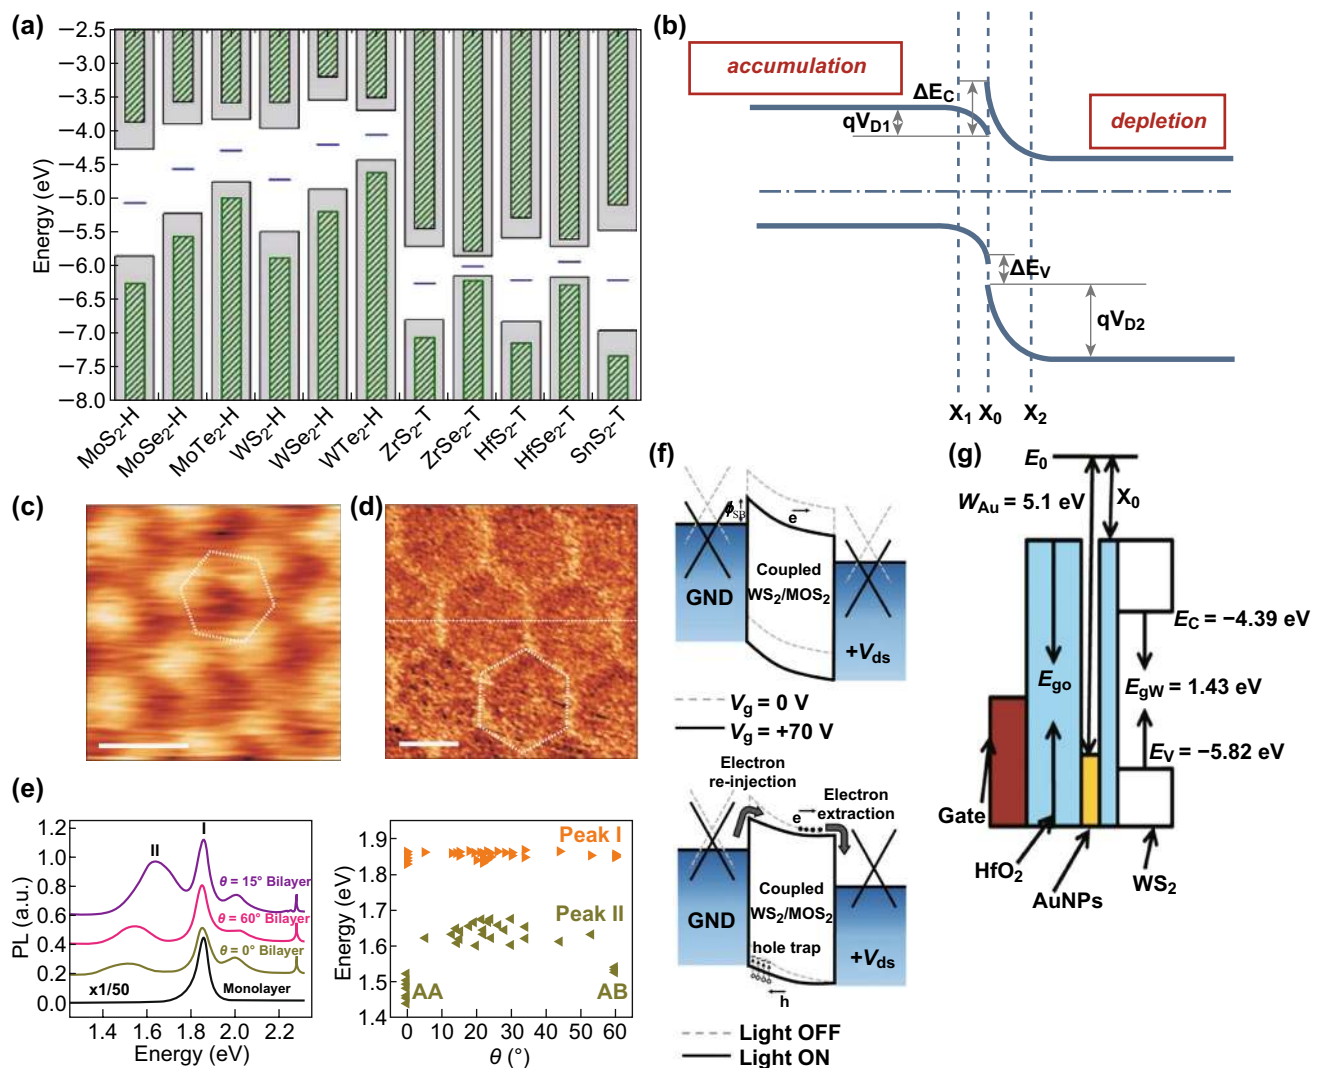 (a)
Energy (eV)
−2.5
−3.0
−3.5
−4.0
−4.5
−5.0
−5.5
−6.0
−6.5
−7.0
−7.5
−8.0
MoS2-H
MoSe2-H
MoTe2-H
WS2-H
WSe2-H
WTe2-H
ZrS2-T
ZrSe2-T
HfS2-T
HfSe2-T
SnS2-T
(b)
accumulation
depletion
ΔEC
qVD1
ΔEV
qVD2
X1 X0 X2
(c)
(d)
(e)
PL (a.u.)
1.2
1.0
0.8
0.6
0.4
0.2
0.0
I
II
θ = 15° Bilayer
θ = 60° Bilayer
θ = 0° Bilayer
x1/50
Monolayer
1.4 1.6 1.8 2.0 2.2
Energy (eV)
Energy (eV)
1.9
1.8
1.7
1.6
1.5
1.4
Peak I
Peak II
AA
AB
0 10 20 30 40 50 60
θ (°)
(f)
ϕSB
e
Coupled
WS2/MOS2
GND
+Vds
Vg = 0 V
Vg = +70 V
Electron
re-injection
Electron
extraction
e
Coupled
WS2/MOS2
GND
hole trap
+Vds
h
Light OFF
Light ON
(g)
E0
WAu = 5.1 eV
X0
EC = −4.39 eV
Ego
EgW = 1.43 eV
EV = −5.82 eV
Gate
HfO2
AuNPs
WS2